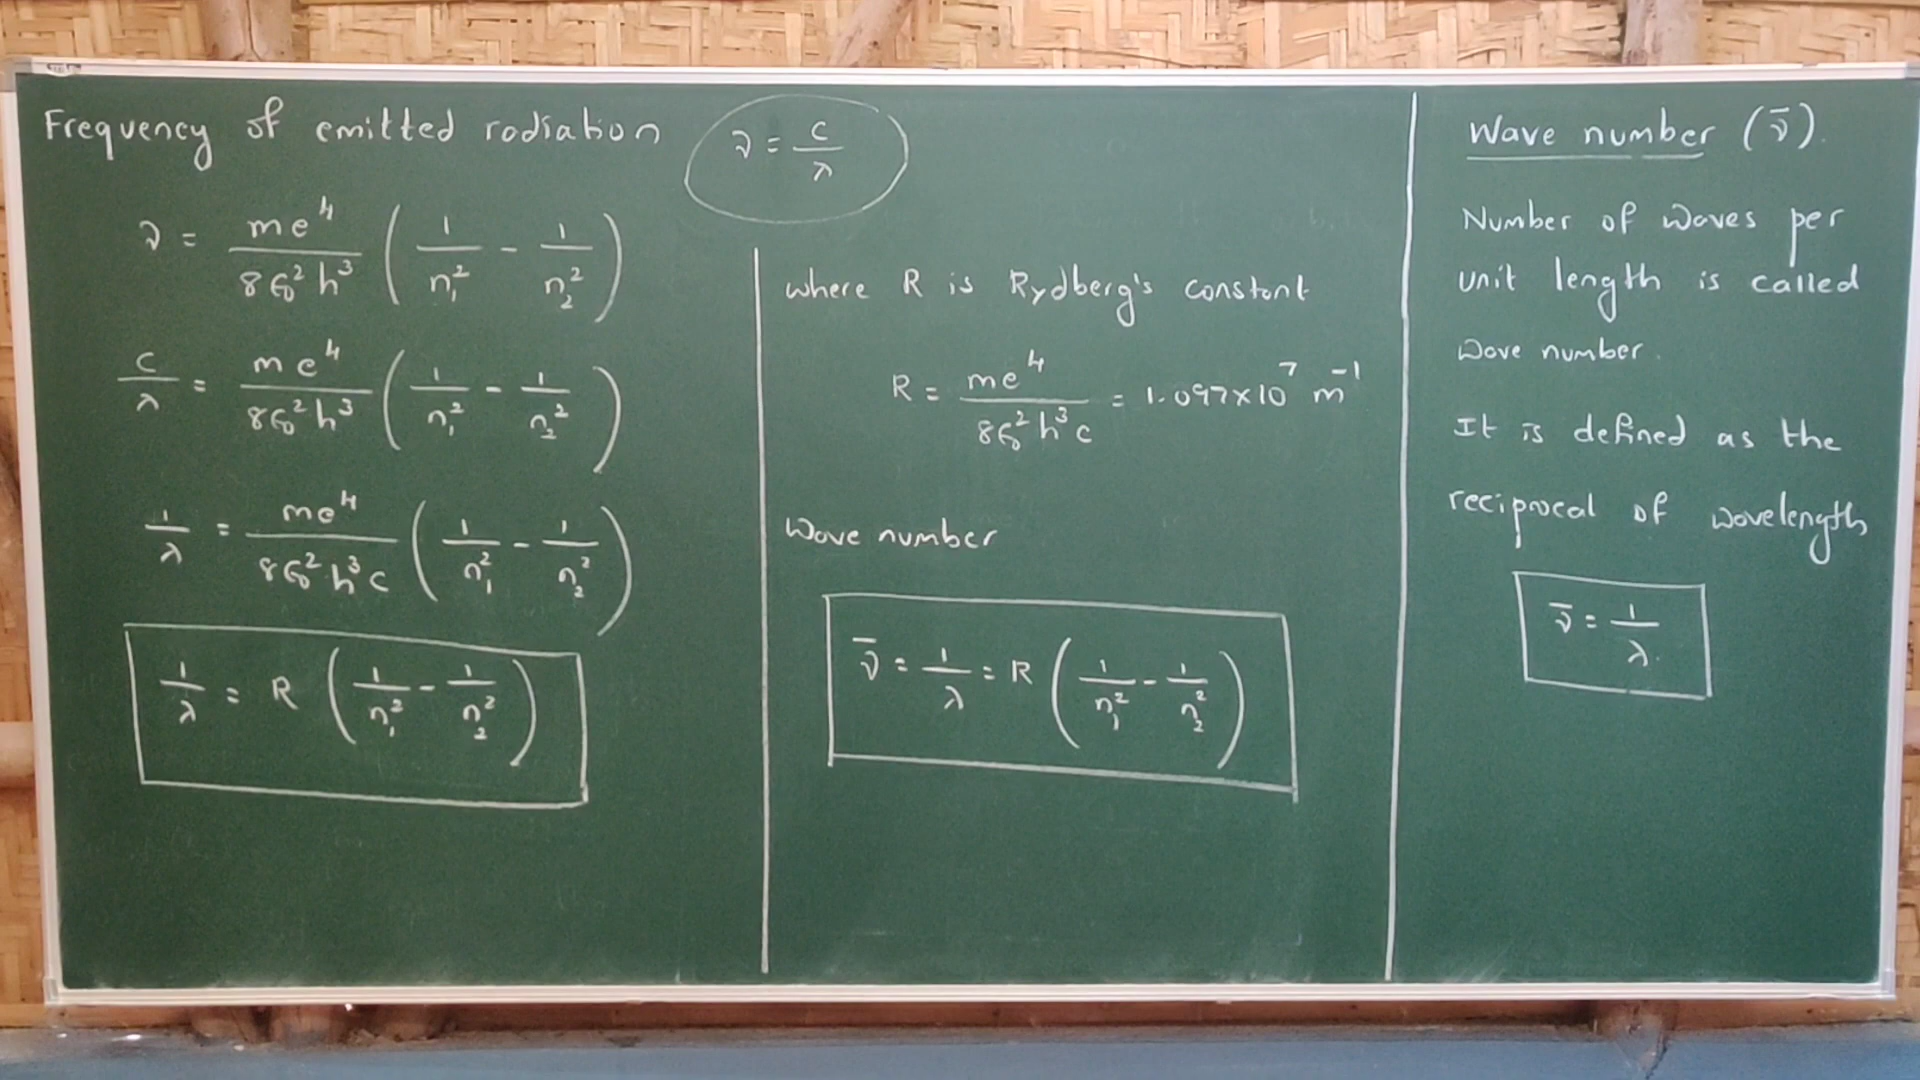 Frequency of emitted radiation
ν = c/λ
ν = me⁴/8ε₀²h³ (1/n₁² - 1/n₂²)
c/λ = me⁴/8ε₀²h³ (1/n₁² - 1/n₂²)
1/λ = me⁴/8ε₀²h³c (1/n₁² - 1/n₂²)
1/λ = R (1/n₁² - 1/n₂²)
where R is Rydberg's constant
R = me⁴/8ε₀²h³c = 1.097×10⁷ m⁻¹
Wave number
ν̄ = 1/λ = R (1/n₁² - 1/n₂²)
Wave number (ν̄).
Number of waves per
unit length is called
wave number.
It is defined as the
reciprocal of wavelength
ν̄ = 1/λ.